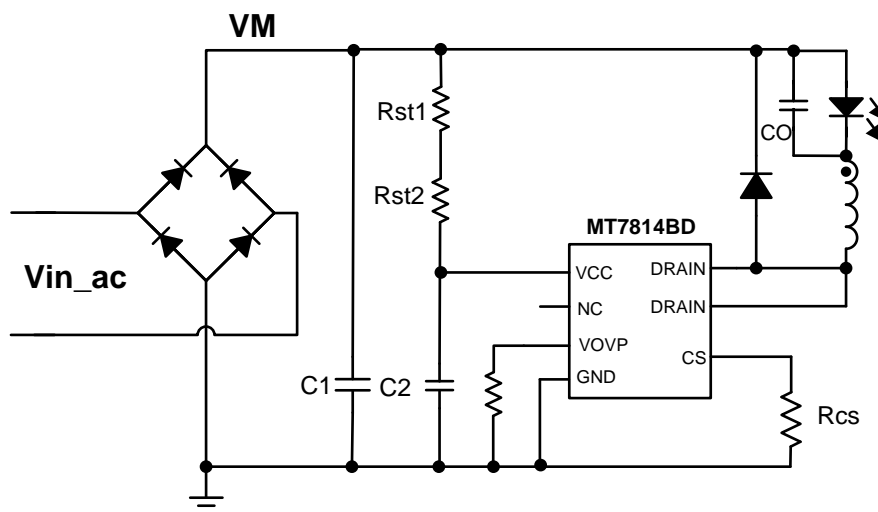 VM
Rst1
CO
Rst2
MT7814BD
Vin_ac
VCC
DRAIN
NC
DRAIN
VOVP
CS
GND
C1
C2
Rcs